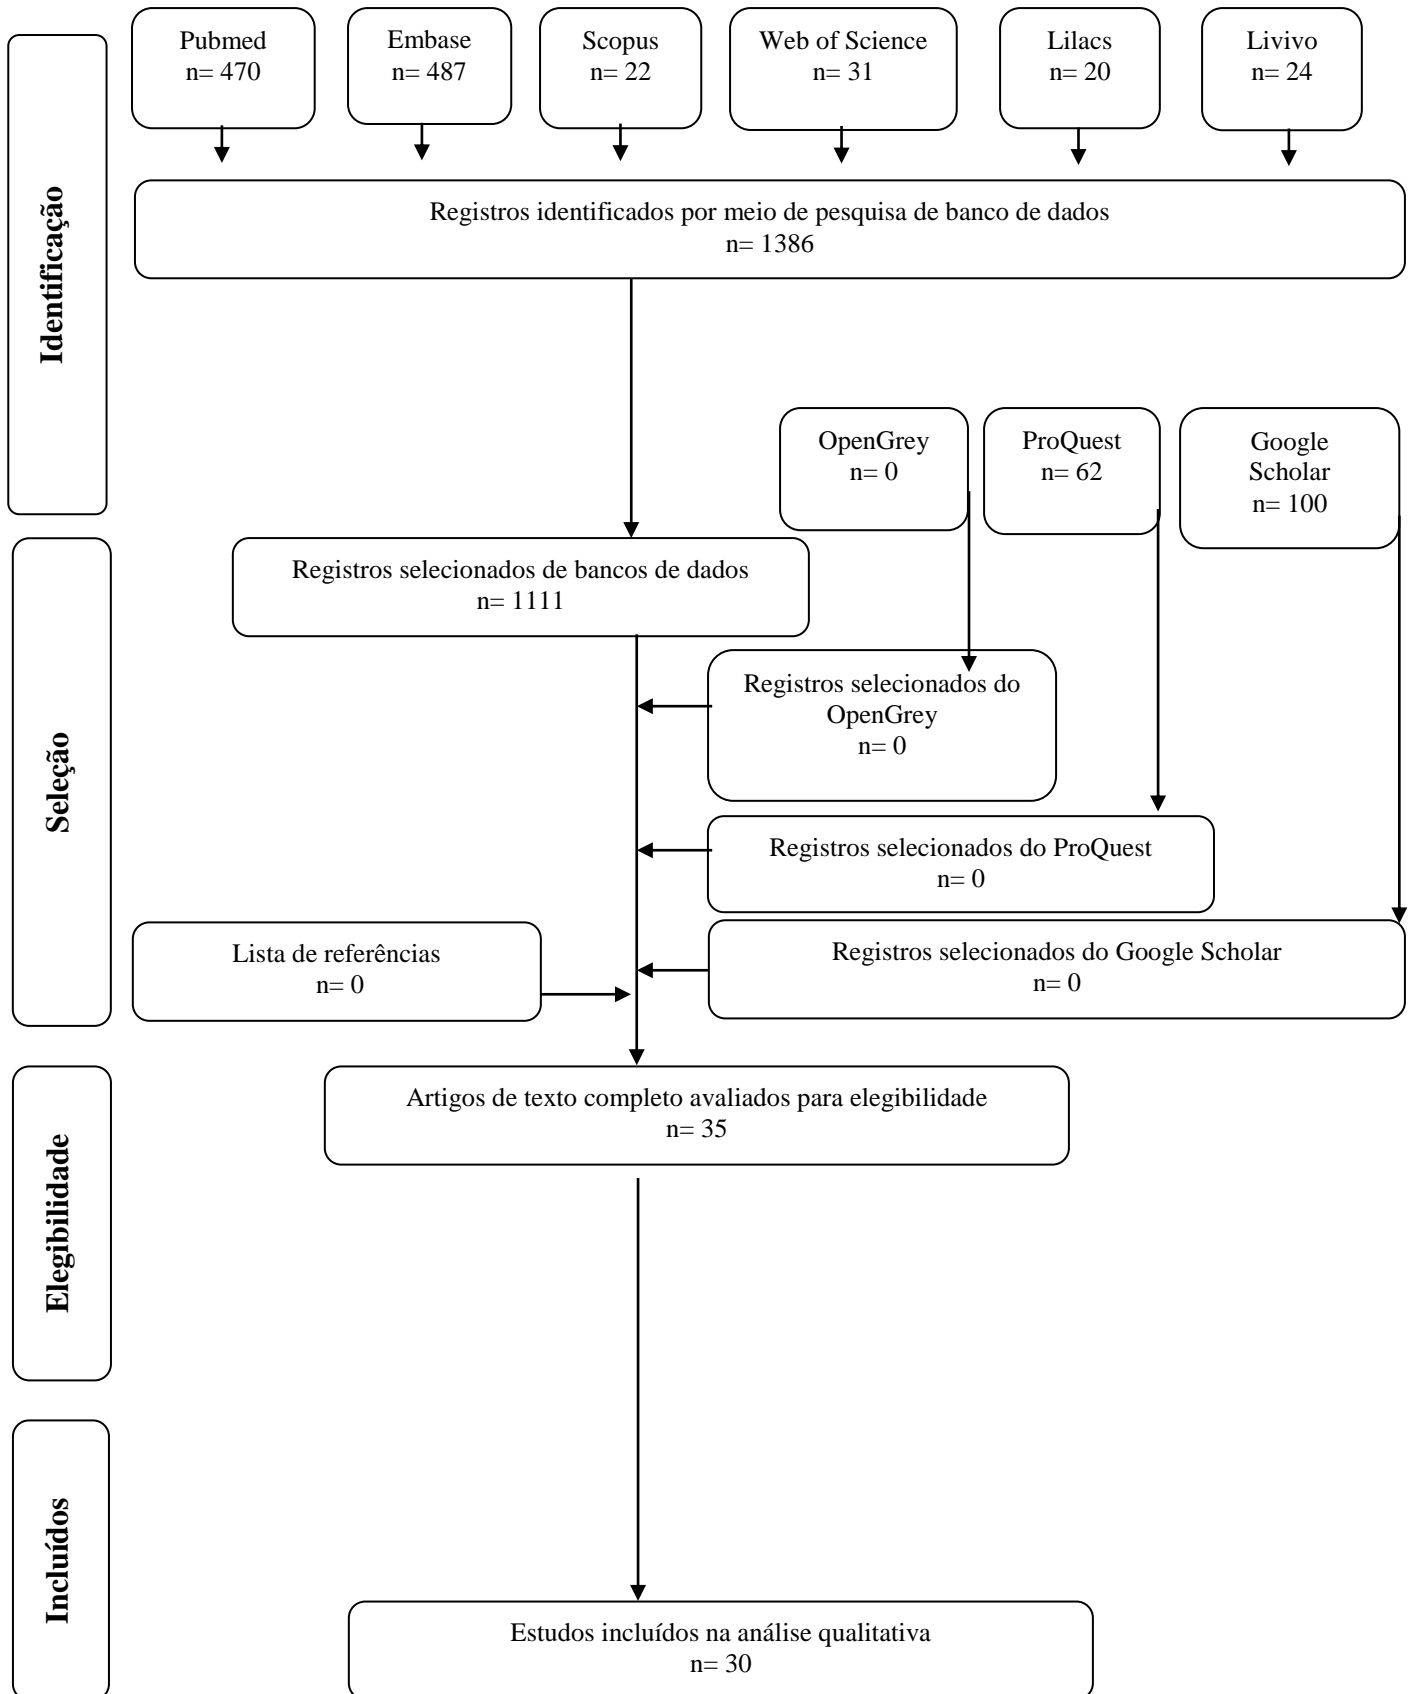 Pubmed
n= 470
Embase
n= 487
Scopus
n= 22
Web of Science
n= 31
Lilacs
n= 20
Livivo
n= 24
Identificação
Registros identificados por meio de pesquisa de banco de dados
n= 1386
OpenGrey
n= 0
ProQuest
n= 62
Google
Scholar
n= 100
Seleção
Registros selecionados de bancos de dados
n= 1111
Registros selecionados do
OpenGrey
n= 0
Registros selecionados do ProQuest
n= 0
Lista de referências
n= 0
Registros selecionados do Google Scholar
n= 0
Elegibilidade
Artigos de texto completo avaliados para elegibilidade
n= 35
Incluídos
Estudos incluídos na análise qualitativa
n= 30